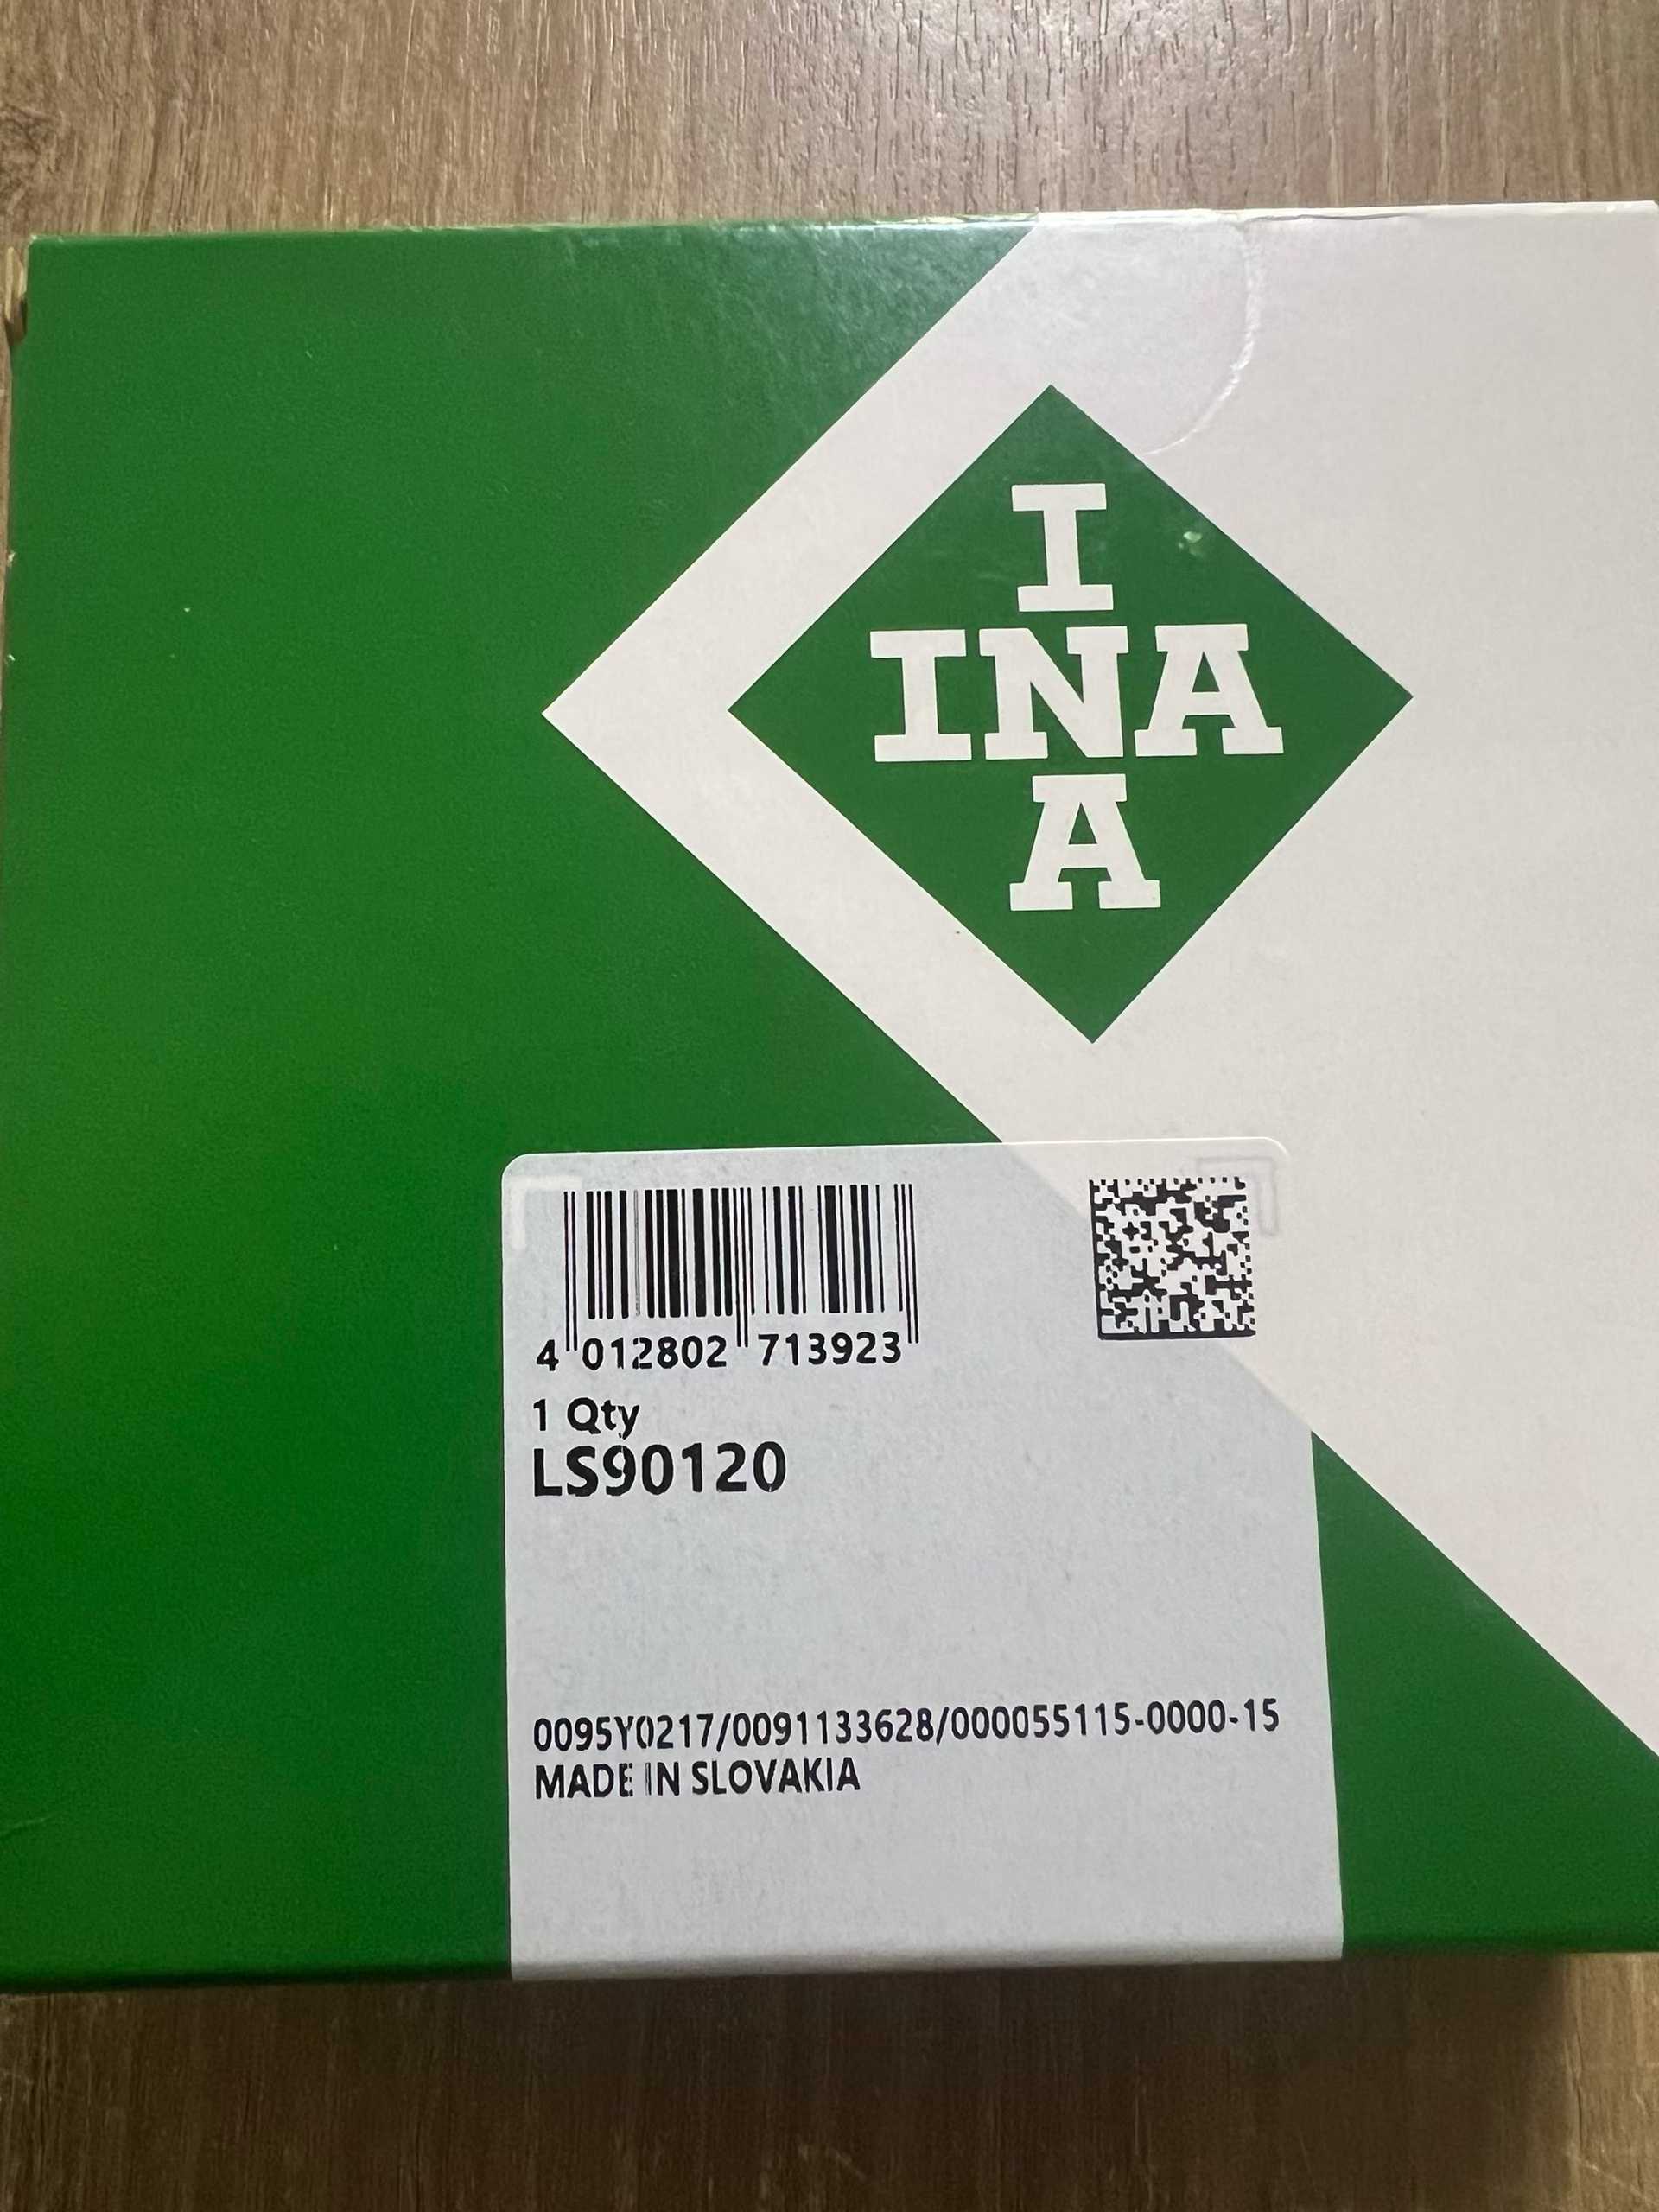 I
INA
A
4 012802 713923
1 Qty
LS90120
0095Y0217/0091133628/000055115-0000-15
MADE IN SLOVAKIA